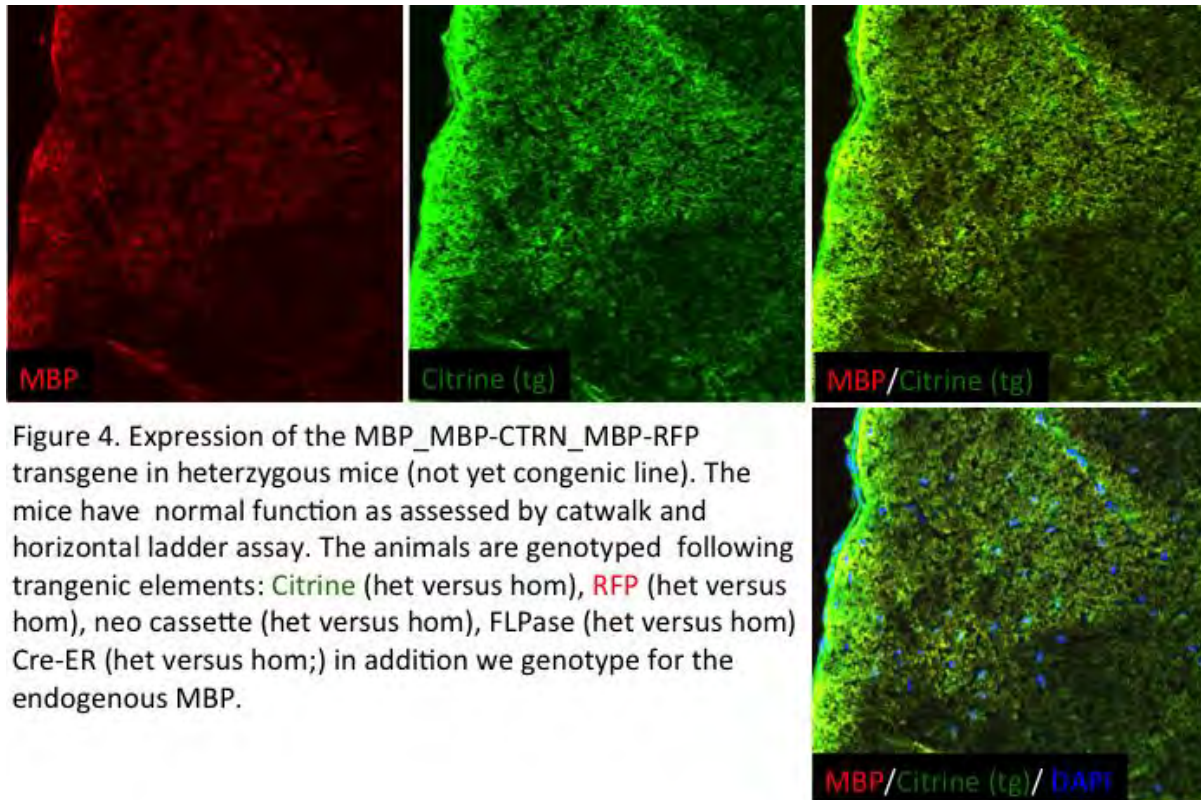 MBP
Citrine (tg)
MBP/Citrine (tg)
Figure 4. Expression of the MBP_MBP-CTRN_MBP-RFP
transgene in heterzygous mice (not yet congenic line). The
mice have normal function as assessed by catwalk and
horizontal ladder assay. The animals are genotyped following
trangenic elements: Citrine (het versus hom), RFP (het versus
hom), neo cassette (het versus hom), FLPase (het versus hom)
Cre-ER (het versus hom;) in addition we genotype for the
endogenous MBP.
MBP/Citrine (tg)/ DAPI